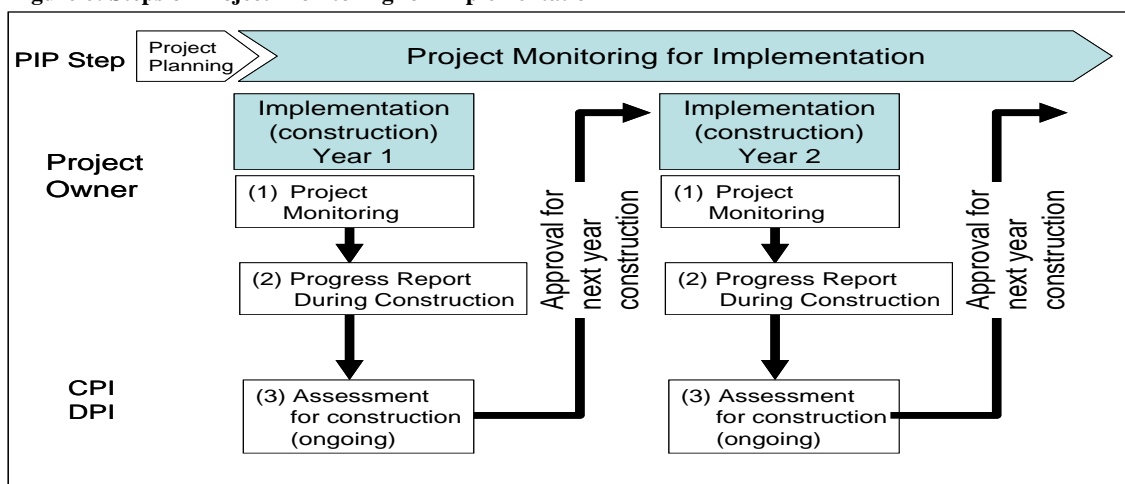 PIP Step
Project
Planning
Project Monitoring for Implementation
Project
Owner
Implementation
(construction)
Year 1
(1) Project
Monitoring
(2) Progress Report
During Construction
CPI
DPI
(3) Assessment
for construction
(ongoing)
Approval for
next year
construction
Implementation
(construction)
Year 2
(1) Project
Monitoring
(2) Progress Report
During Construction
(3) Assessment
for construction
(ongoing)
Approval for
next year
construction